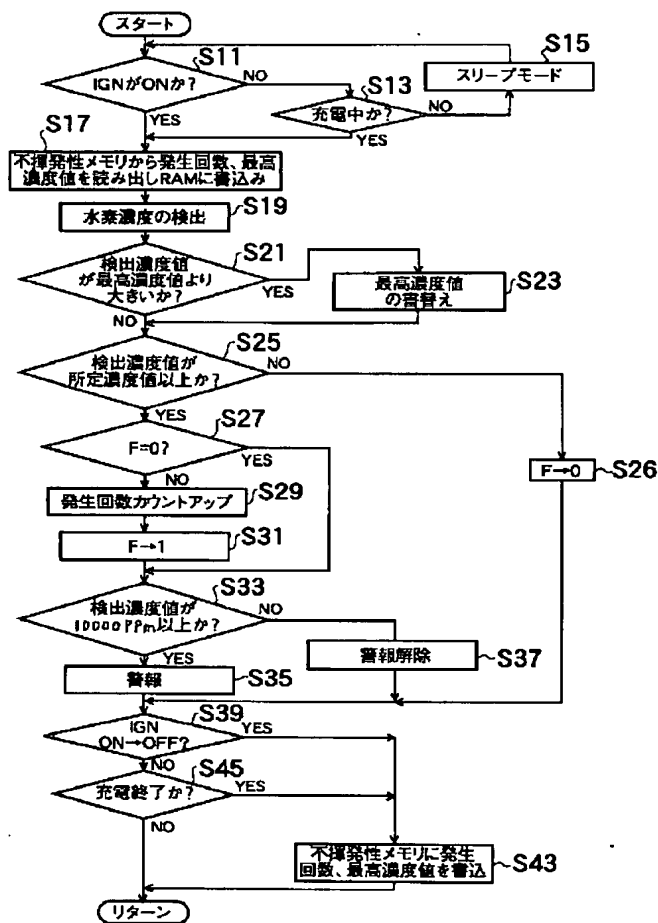 スタート
S11
S15
IGNがONか?
NO
S13
スリープモード
充電中か?
NO
S17
YES
YES
不揮発性メモリから発生回数、最高
濃度値を読み出しRAMに書込み
S19
水素濃度の検出
S21
検出濃度値
が最高濃度値より
大きいか?
YES
最高濃度値
の書替え
S23
NO
S25
検出濃度値が
所定濃度値以上か?
NO
YES
S27
F=0?
YES
F→0
S26
NO
S29
発生回数カウントアップ
S31
F→1
S33
検出濃度値が
10000PPm以上か?
NO
YES
警報解除
S37
警報
S35
S39
IGN
ON→OFF?
YES
NO
S45
充電終了か?
YES
NO
不揮発性メモリに発生
回数、最高濃度値を書込
S43
リターン